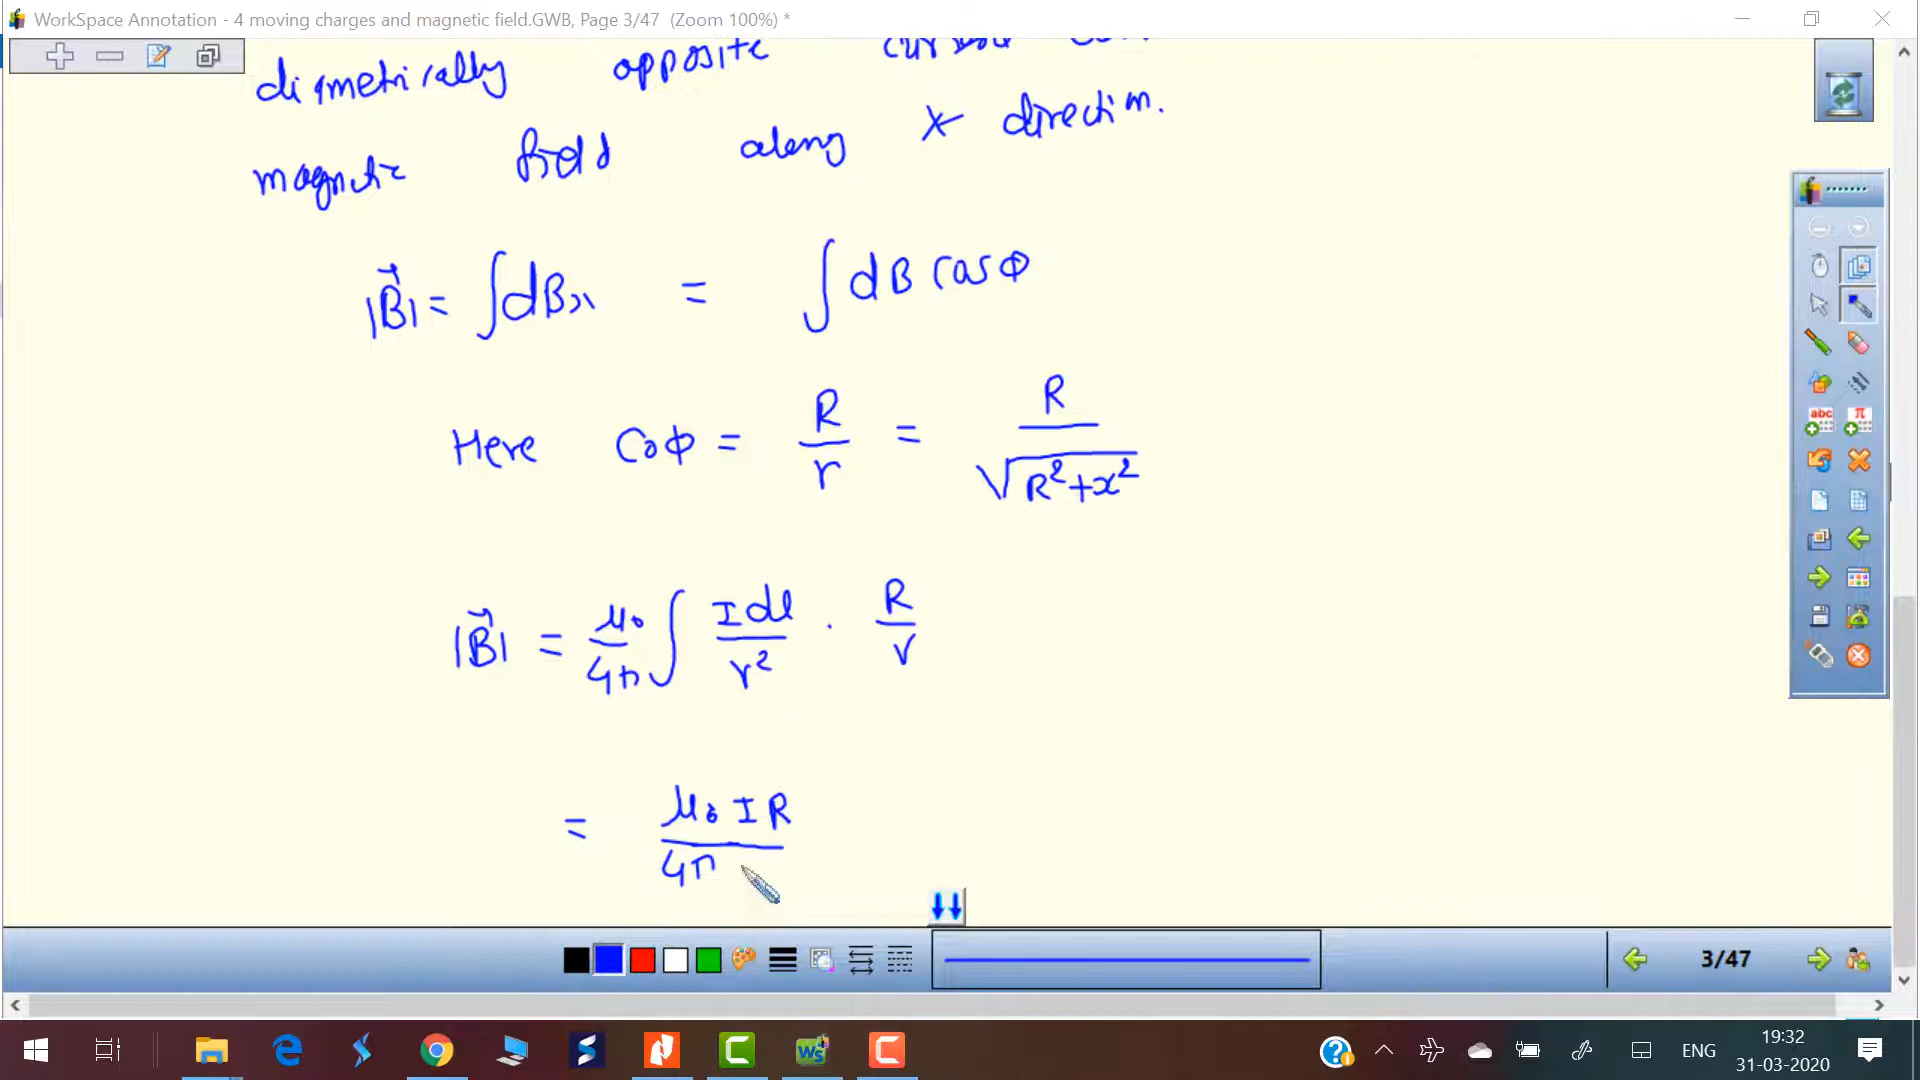 WorkSpace Annotation - 4 moving charges and magnetic field.GWB, Page 3/47 (Zoom 100%) *
diametrically opposite
magnetic field along x direction.
|B⃗| = ∫dBx = ∫dB cosΦ
Here CosΦ = R/r = R/√(R²+x²)
|B⃗| = μ₀/4π ∫ Idl/r² . R/r
= μ₀IR/4π
abc π
3/47
ws
19:32
ENG
31-03-2020